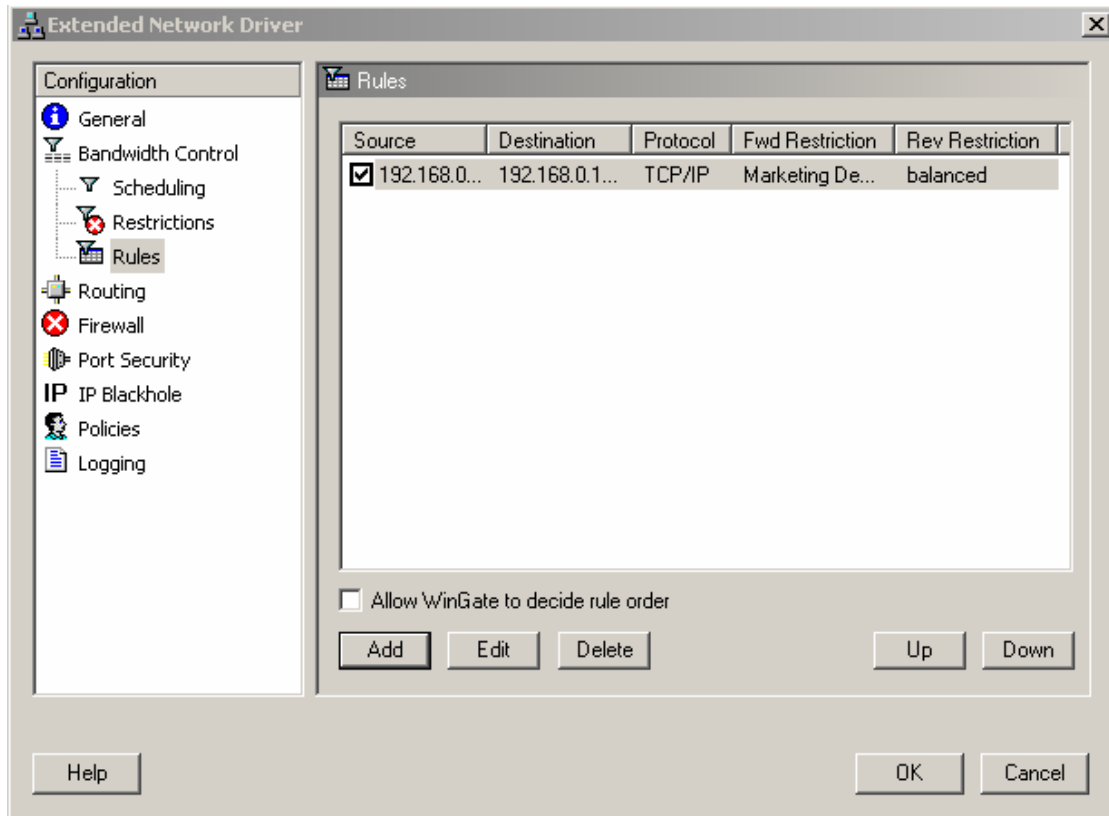 Extended Network Driver
Configuration
General
Bandwidth Control
Scheduling
Restrictions
Rules
Routing
Firewall
Port Security
IP IP Blackhole
Policies
Logging
Rules
Source Destination Protocol Fwd Restriction Rev Restriction
192.168.0... 192.168.0.1... TCP/IP Marketing De... balanced
Allow WinGate to decide rule order
Add Edit Delete Up Down
Help OK Cancel